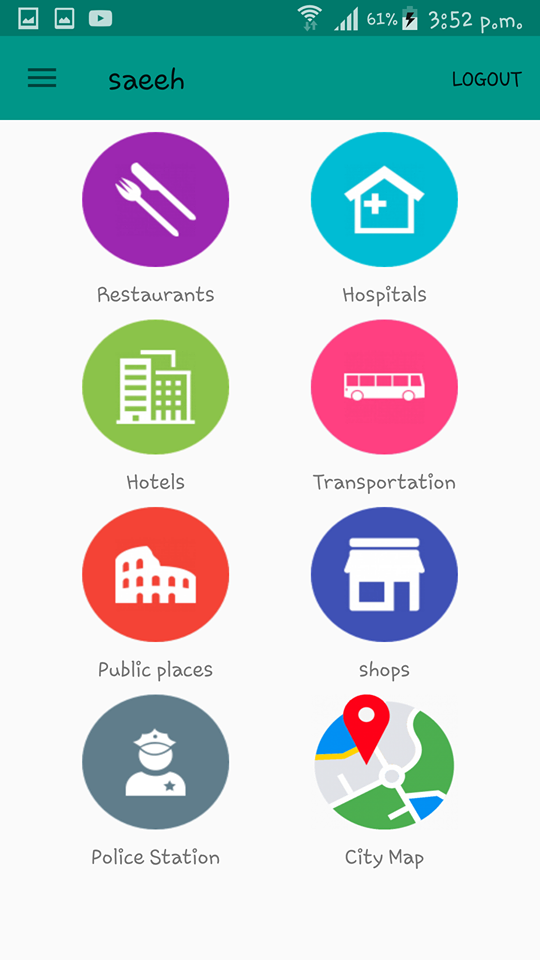 61% 3:52 p.m.
saeeh LOGOUT
Restaurants Hospitals
Hotels Transportation
Public places shops
Police Station City Map